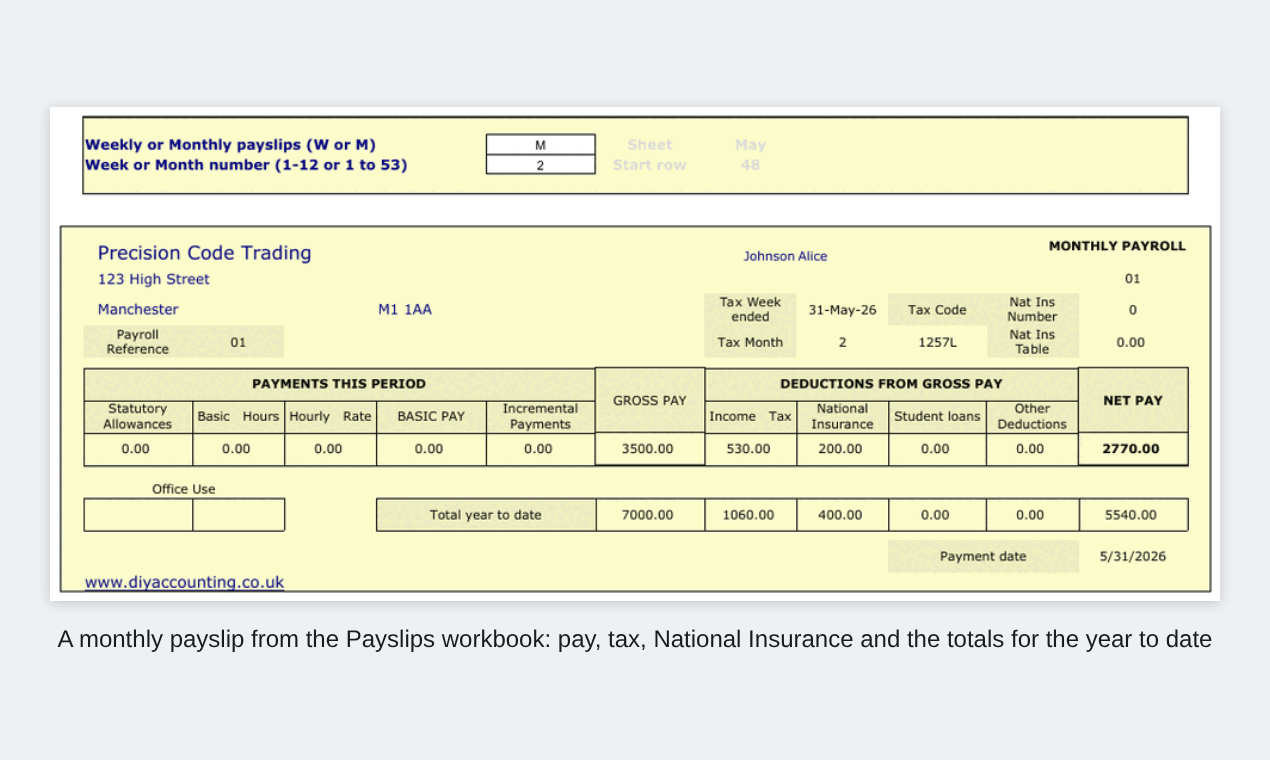 Weekly or Monthly payslips (W or M) M Sheet May
Week or Month number (1-12 or 1 to 53) 2 Start row 48
Precision Code Trading Johnson Alice MONTHLY PAYROLL
123 High Street 01
Manchester M1 1AA Tax Week ended 31-May-26 Tax Code Nat Ins Number 0
Payroll Reference 01 Tax Month 2 1257L Nat Ins Table 0.00
PAYMENTS THIS PERIOD GROSS PAY DEDUCTIONS FROM GROSS PAY NET PAY
Statutory Allowances Basic Hours Hourly Rate BASIC PAY Incremental Payments Income Tax National Insurance Student loans Other Deductions
0.00 0.00 0.00 0.00 0.00 3500.00 530.00 200.00 0.00 0.00 2770.00
Office Use
Total year to date 7000.00 1060.00 400.00 0.00 0.00 5540.00
Payment date 5/31/2026
www.diyaccounting.co.uk
A monthly payslip from the Payslips workbook: pay, tax, National Insurance and the totals for the year to date